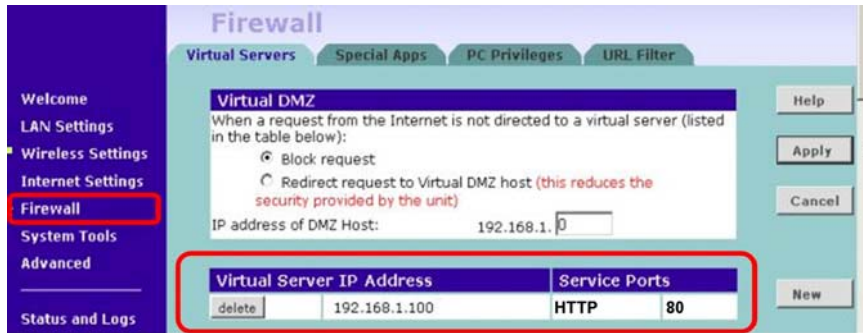 Firewall
Virtual Servers Special Apps PC Privileges URL Filter
Welcome
LAN Settings
Wireless Settings
Internet Settings
Firewall
System Tools
Advanced
Status and Logs
Virtual DMZ
When a request from the Internet is not directed to a virtual server (listed
in the table below):
Block request
Redirect request to Virtual DMZ host (this reduces the
security provided by the unit)
IP address of DMZ Host: 192.168.1. 0
Virtual Server IP Address Service Ports
delete 192.168.1.100 HTTP 80
Help
Apply
Cancel
New